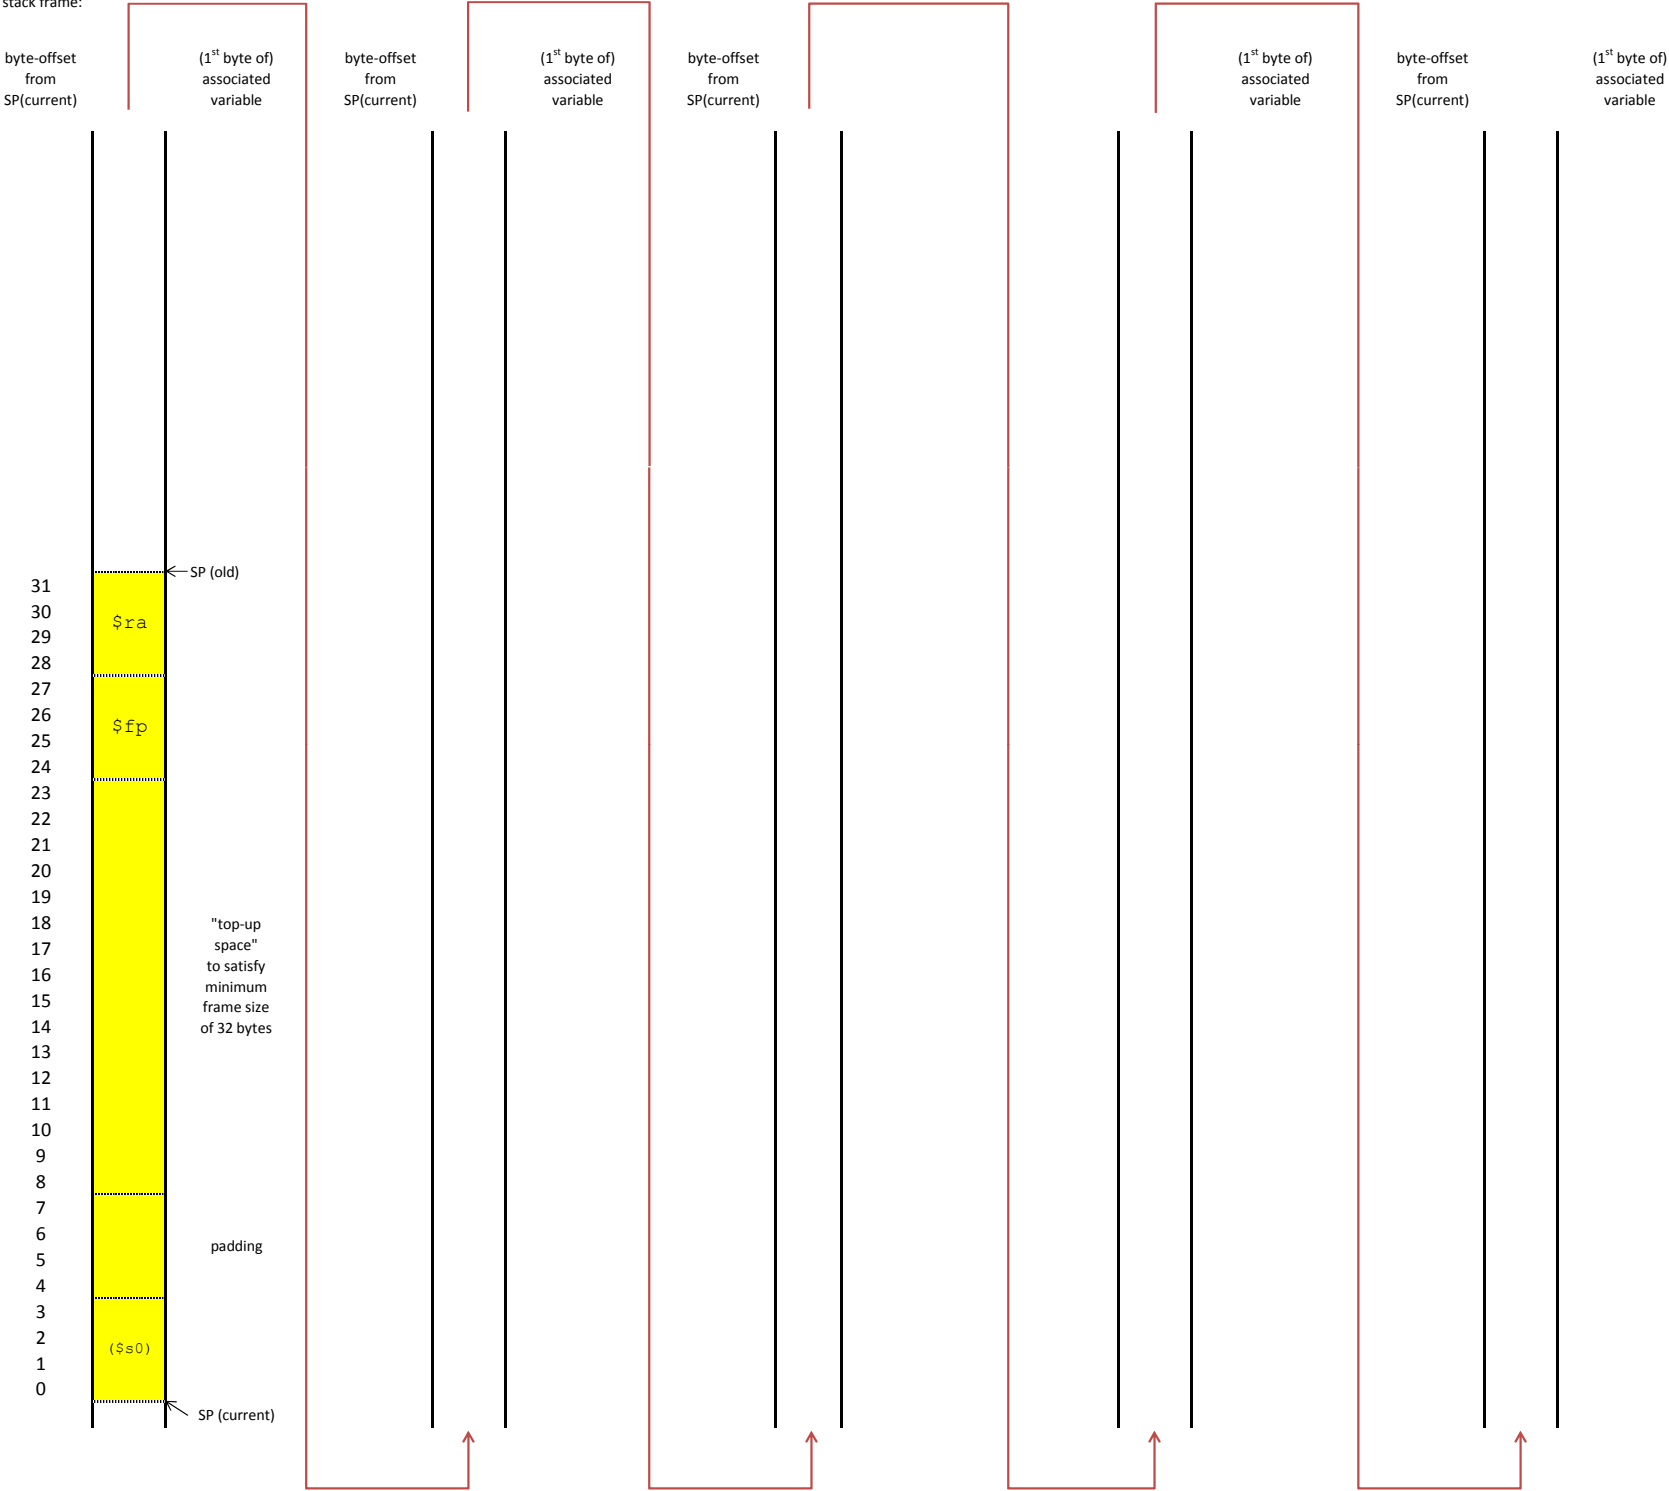 stack frame:
byte-offset
from
SP(current)
(1st byte of)
associated
variable
byte-offset
from
SP(current)
(1st byte of)
associated
variable
byte-offset
from
SP(current)
(1st byte of)
associated
variable
byte-offset
from
SP(current)
(1st byte of)
associated
variable
SP (old)
31
30
$ra
29
28
27
26
$fp
25
24
23
22
21
20
19
18
17
16
15
14
13
12
11
10
9
8
"top-up
space"
to satisfy
minimum
frame size
of 32 bytes
7
6
5
4
padding
3
2
($s0)
1
0
SP (current)